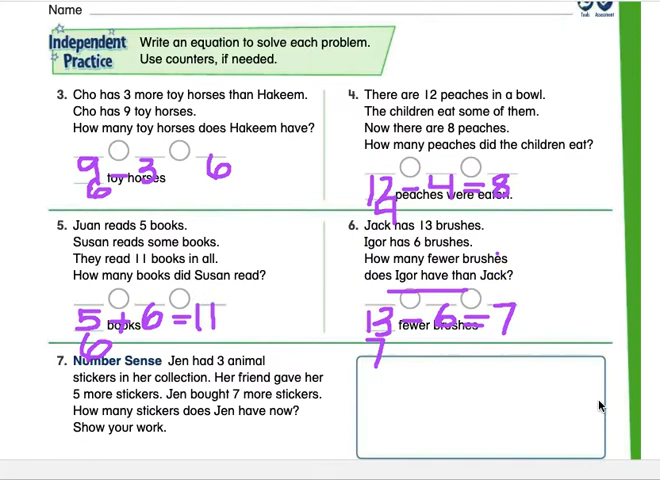 Name
Tools Assessment
Independent Practice
Write an equation to solve each problem.
Use counters, if needed.
3. Cho has 3 more toy horses than Hakeem.
Cho has 9 toy horses.
How many toy horses does Hakeem have?
9 - 3 6
6 toy horses
4. There are 12 peaches in a bowl.
The children eat some of them.
Now there are 8 peaches.
How many peaches did the children eat?
12 - 4 = 8
4 peaches were eaten.
5. Juan reads 5 books.
Susan reads some books.
They read 11 books in all.
How many books did Susan read?
5 + 6 = 11
6 books
6. Jack has 13 brushes.
Igor has 6 brushes.
How many fewer brushes
does Igor have than Jack?
13 - 6 = 7
7 fewer brushes
7. Number Sense Jen had 3 animal
stickers in her collection. Her friend gave her
5 more stickers. Jen bought 7 more stickers.
How many stickers does Jen have now?
Show your work.